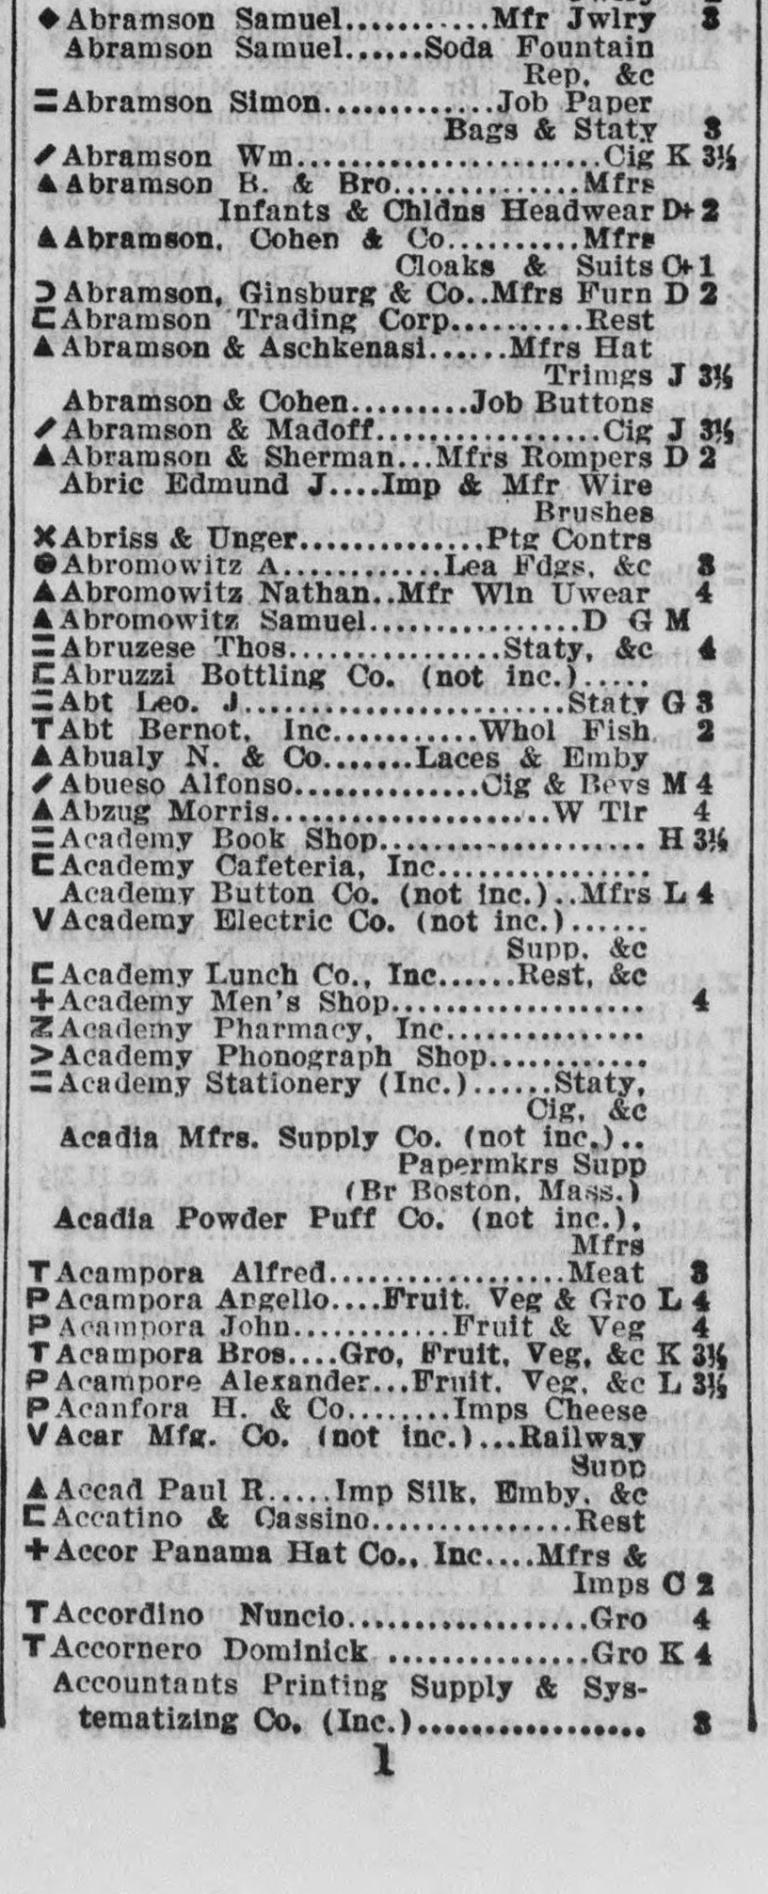 ◆Abramson Samuel...........Mfr Jwlry 3
Abramson Samuel......Soda Fountain
Rep, &c
=Abramson Simon.............Job Paper
Bags & Staty 3
/Abramson Wm......................Cig K 3½
▲Abramson B. & Bro..............Mfrs
Infants & Chldns Headwear D+2
▲Abramson, Cohen & Co..........Mfrs
Cloaks & Suits C+1
⊃Abramson, Ginsburg & Co..Mfrs Furn D 2
⊏Abramson Trading Corp..........Rest
▲Abramson & Aschkenasi......Mfrs Hat
Trimgs J 3½
Abramson & Cohen.........Job Buttons
/Abramson & Madoff.................Cig J 3½
▲Abramson & Sherman...Mfrs Rompers D 2
Abric Edmund J....Imp & Mfr Wire
Brushes
XAbriss & Unger..............Ptg Contrs
Abromowitz A............Lea Fdgs, &c 3
▲Abromowitz Nathan..Mfr Wln Uwear 4
▲Abromowitz Samuel................D G M
=Abruzese Thos................Staty, &c 4
⊏Abruzzi Bottling Co. (not inc.).....
=Abt Leo. J........................Staty G 3
TAbt Bernot, Inc...........Whol Fish 2
▲Abualy N. & Co........Laces & Emby
/Abueso Alfonso..............Cig & Bevs M 4
▲Abzug Morris.....................W Tlr 4
=Academy Book Shop.................... H 3½
⊏Academy Cafeteria, Inc................
Academy Button Co. (not inc.)..Mfrs L 4
VAcademy Electric Co. (not inc.)......
Supp, &c
⊏Academy Lunch Co., Inc......Rest, &c
+Academy Men's Shop................... 4
ZAcademy Pharmacy, Inc...............
>Academy Phonograph Shop............
=Academy Stationery (Inc.)......Staty,
Cig, &c
Acadia Mfrs. Supply Co. (not inc.)..
Papermkrs Supp
(Br Boston, Mass.)
Acadia Powder Puff Co. (not inc.),
Mfrs
TAcampora Alfred..................Meat 3
PAcampora Angello....Fruit, Veg & Gro L 4
PAcampora John............Fruit & Veg 4
TAcampora Bros....Gro, Fruit, Veg, &c K 3½
PAcampore Alexander...Fruit, Veg, &c L 3½
PAcanfora H. & Co........Imps Cheese
VAcar Mfg. Co. (not inc.)...Railway
Supp
▲Accad Paul R.....Imp Silk, Emby, &c
⊏Accatino & Cassino................Rest
+Accor Panama Hat Co., Inc....Mfrs &
Imps C 2
TAccordino Nuncio..................Gro 4
TAccornero Dominick ...............Gro K 4
Accountants Printing Supply & Sys-
tematizing Co. (Inc.).................. 3
1